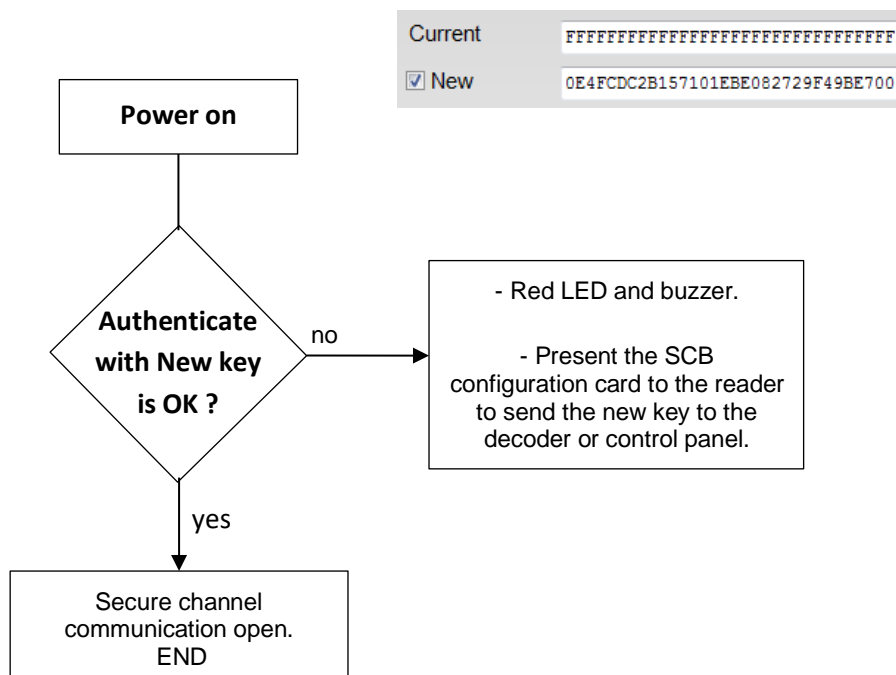 Current FFFFFFFFFFFFFFFFFFFFFFFFFFFFFFFF
New 0E4FCDC2B157101EBE082729F49BE700
Power on
Authenticate
with New key
is OK ?
no
- Red LED and buzzer.
- Present the SCB
configuration card to the reader
to send the new key to the
decoder or control panel.
yes
Secure channel
communication open.
END